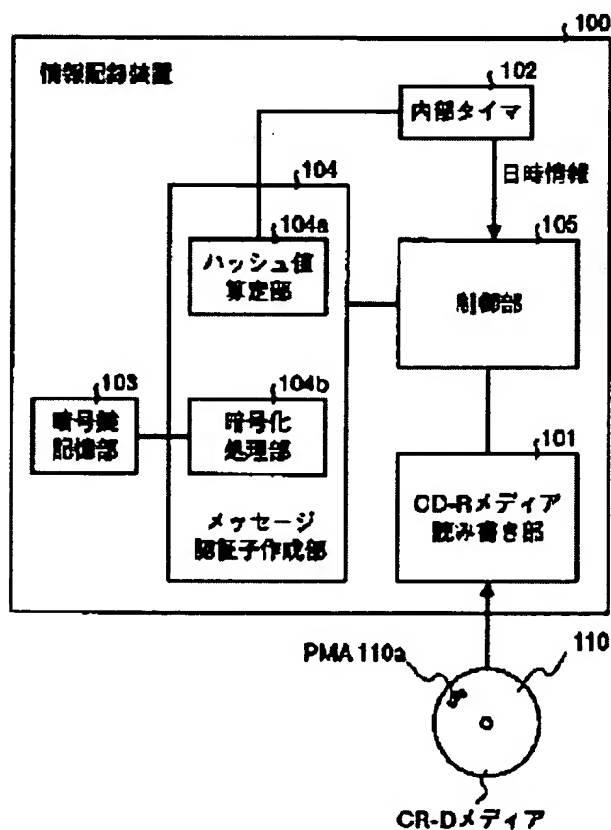 100
情報記録装置
102
内部タイマ
日時情報
104
104a
ハッシュ値
算定部
105
制御部
103
暗号鍵
記憶部
104b
暗号化
処理部
メッセージ
認証子作成部
101
CD-Rメディア
読み書き部
PMA 110a
110
CR-Dメディア